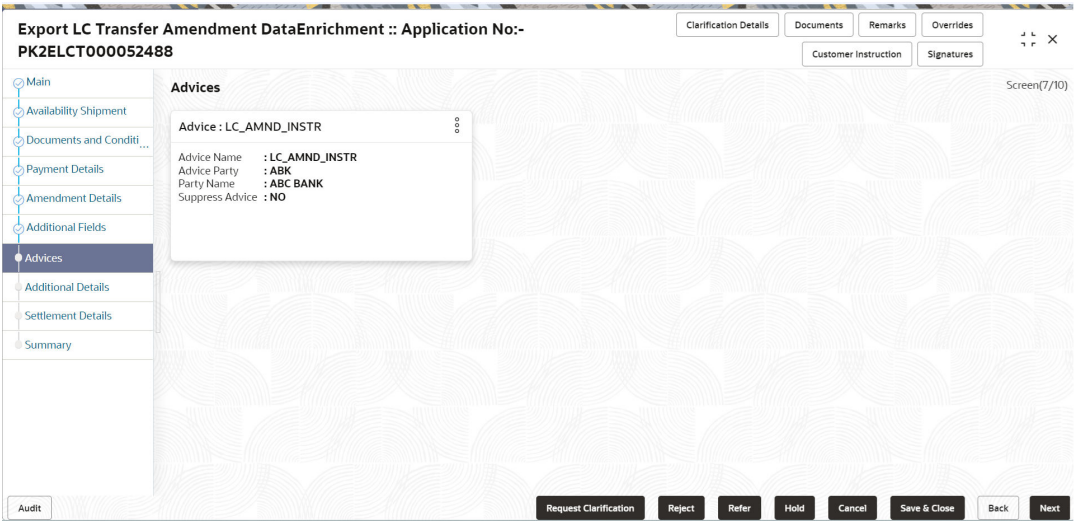 Export LC Transfer Amendment DataEnrichment :: Application No:-
PK2ELCT000052488
Clarification Details
Documents
Remarks
Overrides
Customer Instruction
Signatures
Main
Availability Shipment
Documents and Conditi...
Payment Details
Amendment Details
Additional Fields
Advices
Additional Details
Settlement Details
Summary
Advices
Screen(7/10)
Advice : LC_AMND_INSTR
Advice Name : LC_AMND_INSTR
Advice Party : ABK
Party Name : ABC BANK
Suppress Advice : NO
Audit
Request Clarification
Reject
Refer
Hold
Cancel
Save & Close
Back
Next